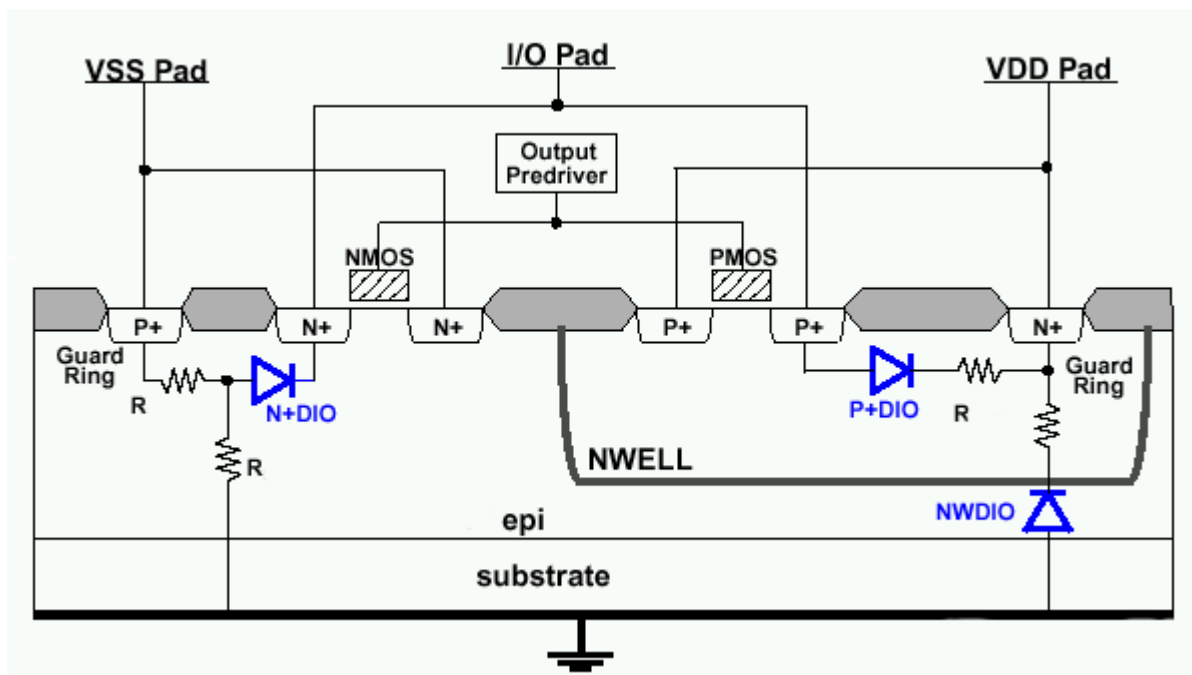 I/O Pad
VSS Pad
VDD Pad
Output
Predriver
NMOS
PMOS
P+
N+
N+
P+
P+
N+
Guard
Ring
R
N+DIO
P+DIO
R
Guard
Ring
R
NWELL
NWDIO
epi
substrate